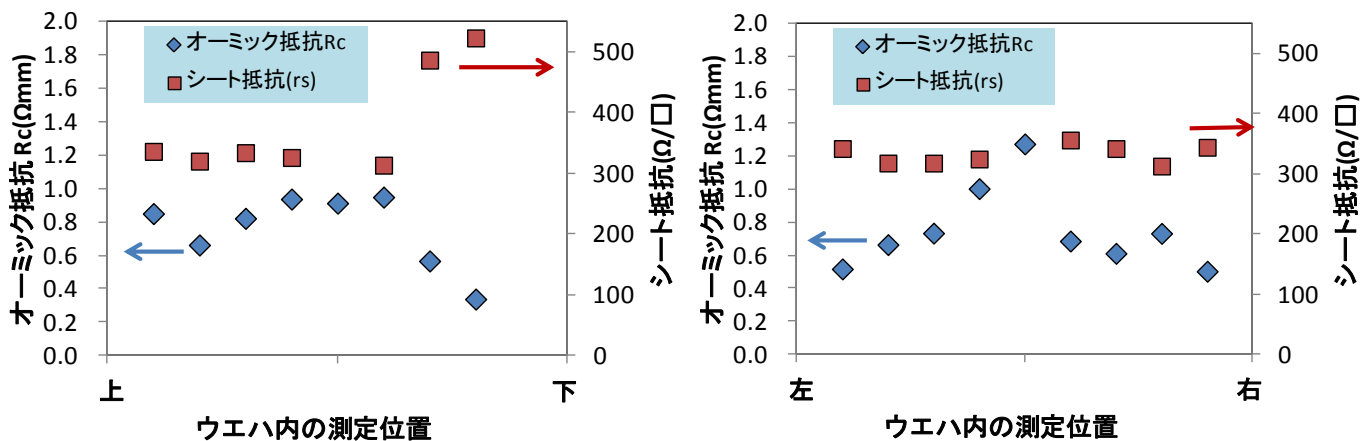 オーミック抵抗 Rc(Ωmm)
2.0
1.8
1.6
1.4
1.2
1.0
0.8
0.6
0.4
0.2
0.0
オーミック抵抗Rc
シート抵抗(rs)
500
400
300
200
100
0
シート抵抗(Ω/□)
上
下
ウエハ内の測定位置
オーミック抵抗 Rc(Ωmm)
2.0
1.8
1.6
1.4
1.2
1.0
0.8
0.6
0.4
0.2
0.0
オーミック抵抗Rc
シート抵抗(rs)
500
400
300
200
100
0
シート抵抗(Ω/□)
左
右
ウエハ内の測定位置